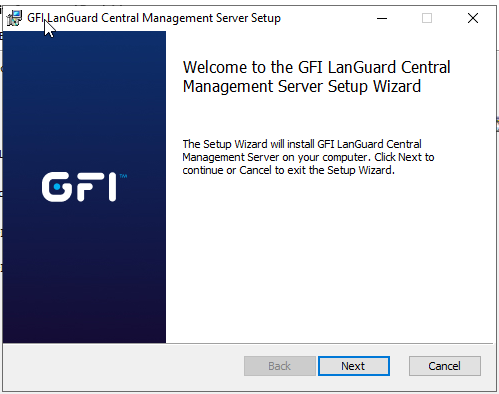 GFI LanGuard Central Management Server Setup
Welcome to the GFI LanGuard Central
Management Server Setup Wizard
The Setup Wizard will install GFI LanGuard Central
Management Server on your computer. Click Next to
continue or Cancel to exit the Setup Wizard.
GFI™
Back
Next
Cancel